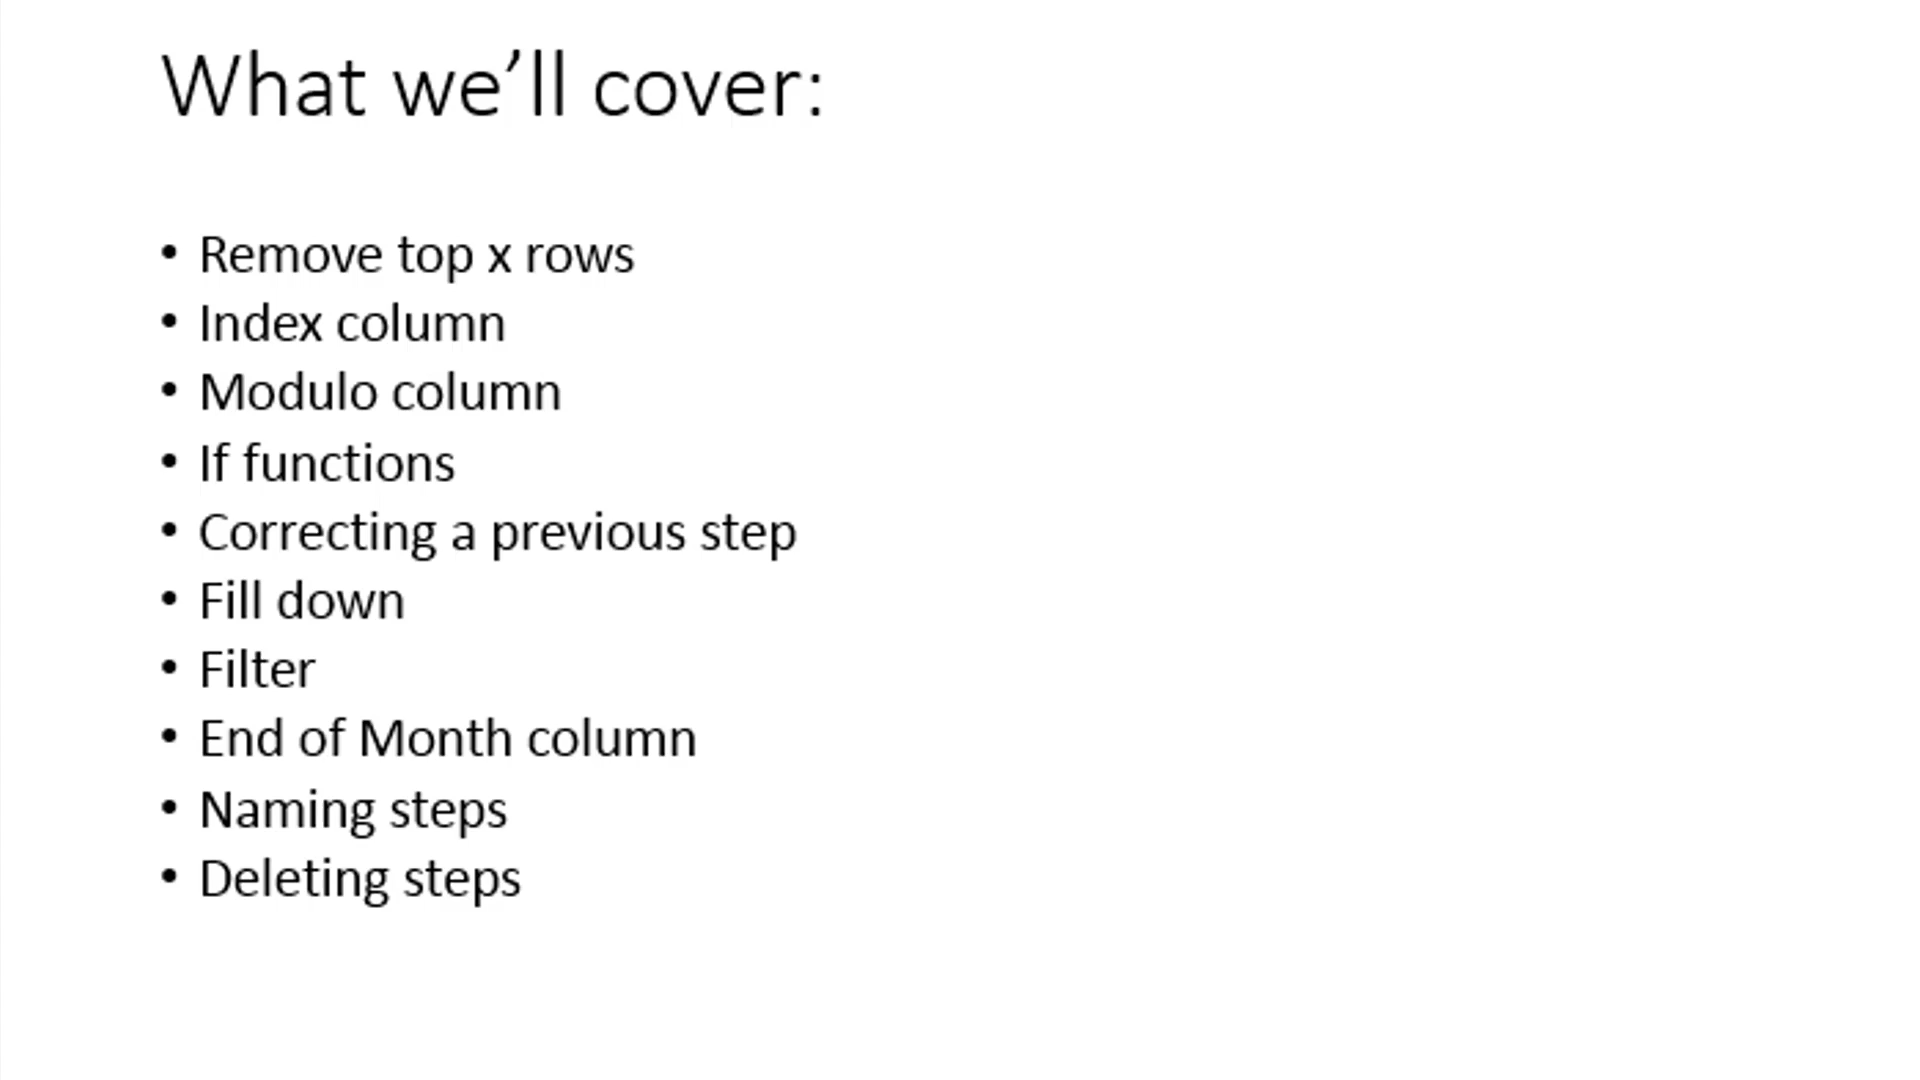 What we’ll cover:
• Remove top x rows
• Index column
• Modulo column
• If functions
• Correcting a previous step
• Fill down
• Filter
• End of Month column
• Naming steps
• Deleting steps